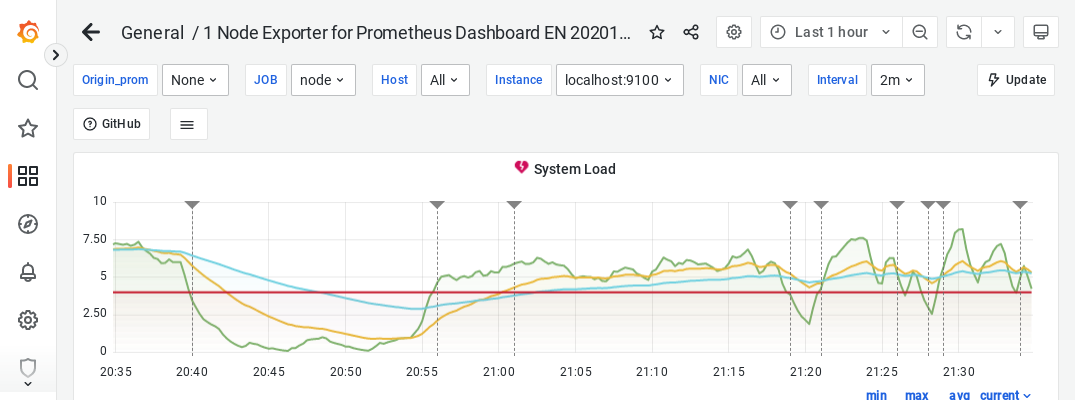 General / 1 Node Exporter for Prometheus Dashboard EN 20201...
Last 1 hour
Origin_prom None JOB node Host All Instance localhost:9100 NIC All Interval 2m Update
GitHub
System Load
10
7.50
5
2.50
0
20:35 20:40 20:45 20:50 20:55 21:00 21:05 21:10 21:15 21:20 21:25 21:30
min max avg current